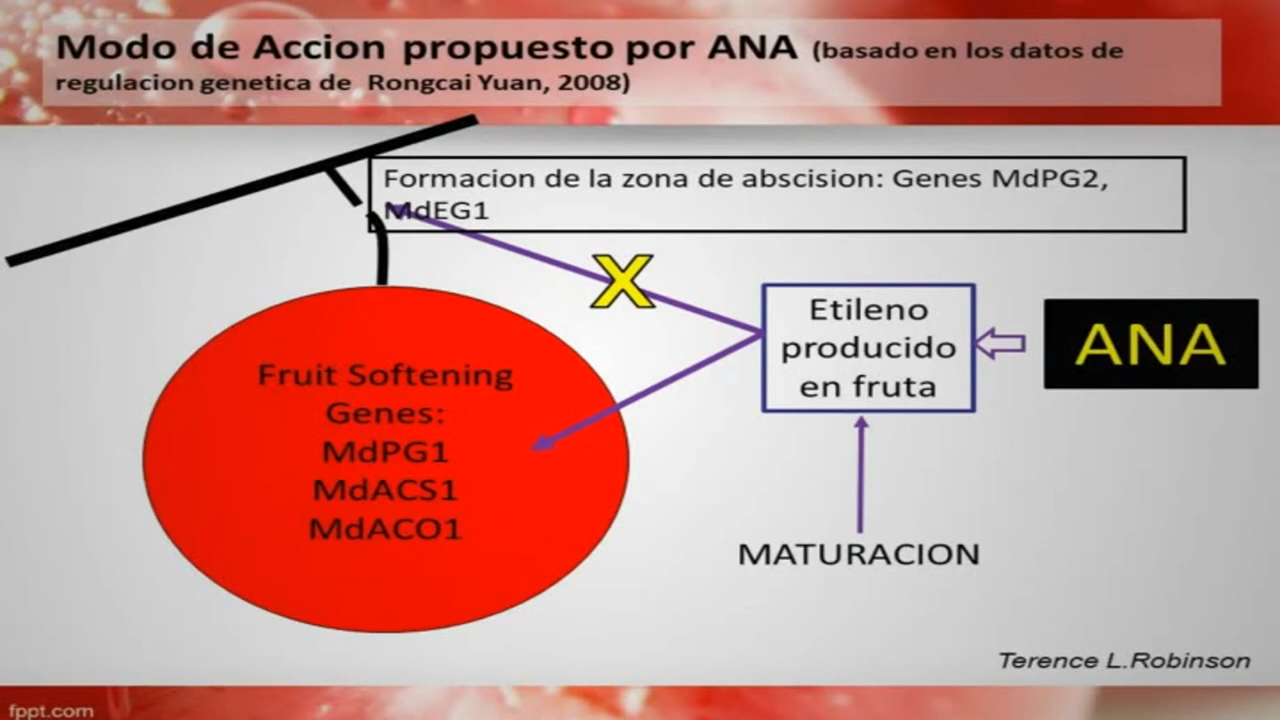 Modo de Accion propuesto por ANA (basado en los datos de
regulacion genetica de Rongcai Yuan, 2008)
Formacion de la zona de abscision: Genes MdPG2,
MdEG1
X
Etileno
producido
en fruta
ANA
Fruit Softening
Genes:
MdPG1
MdACS1
MdACO1
MATURACION
Terence L.Robinson
fppt.com